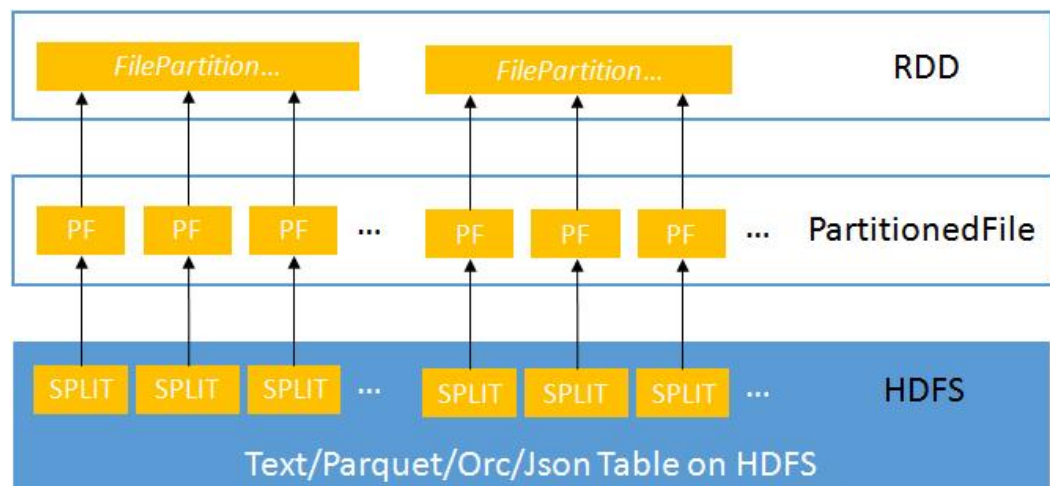 FilePartition... FilePartition... RDD
PF PF PF ... PF PF PF ... PartitionedFile
SPLIT SPLIT SPLIT ... SPLIT SPLIT SPLIT ... HDFS
Text/Parquet/Orc/Json Table on HDFS